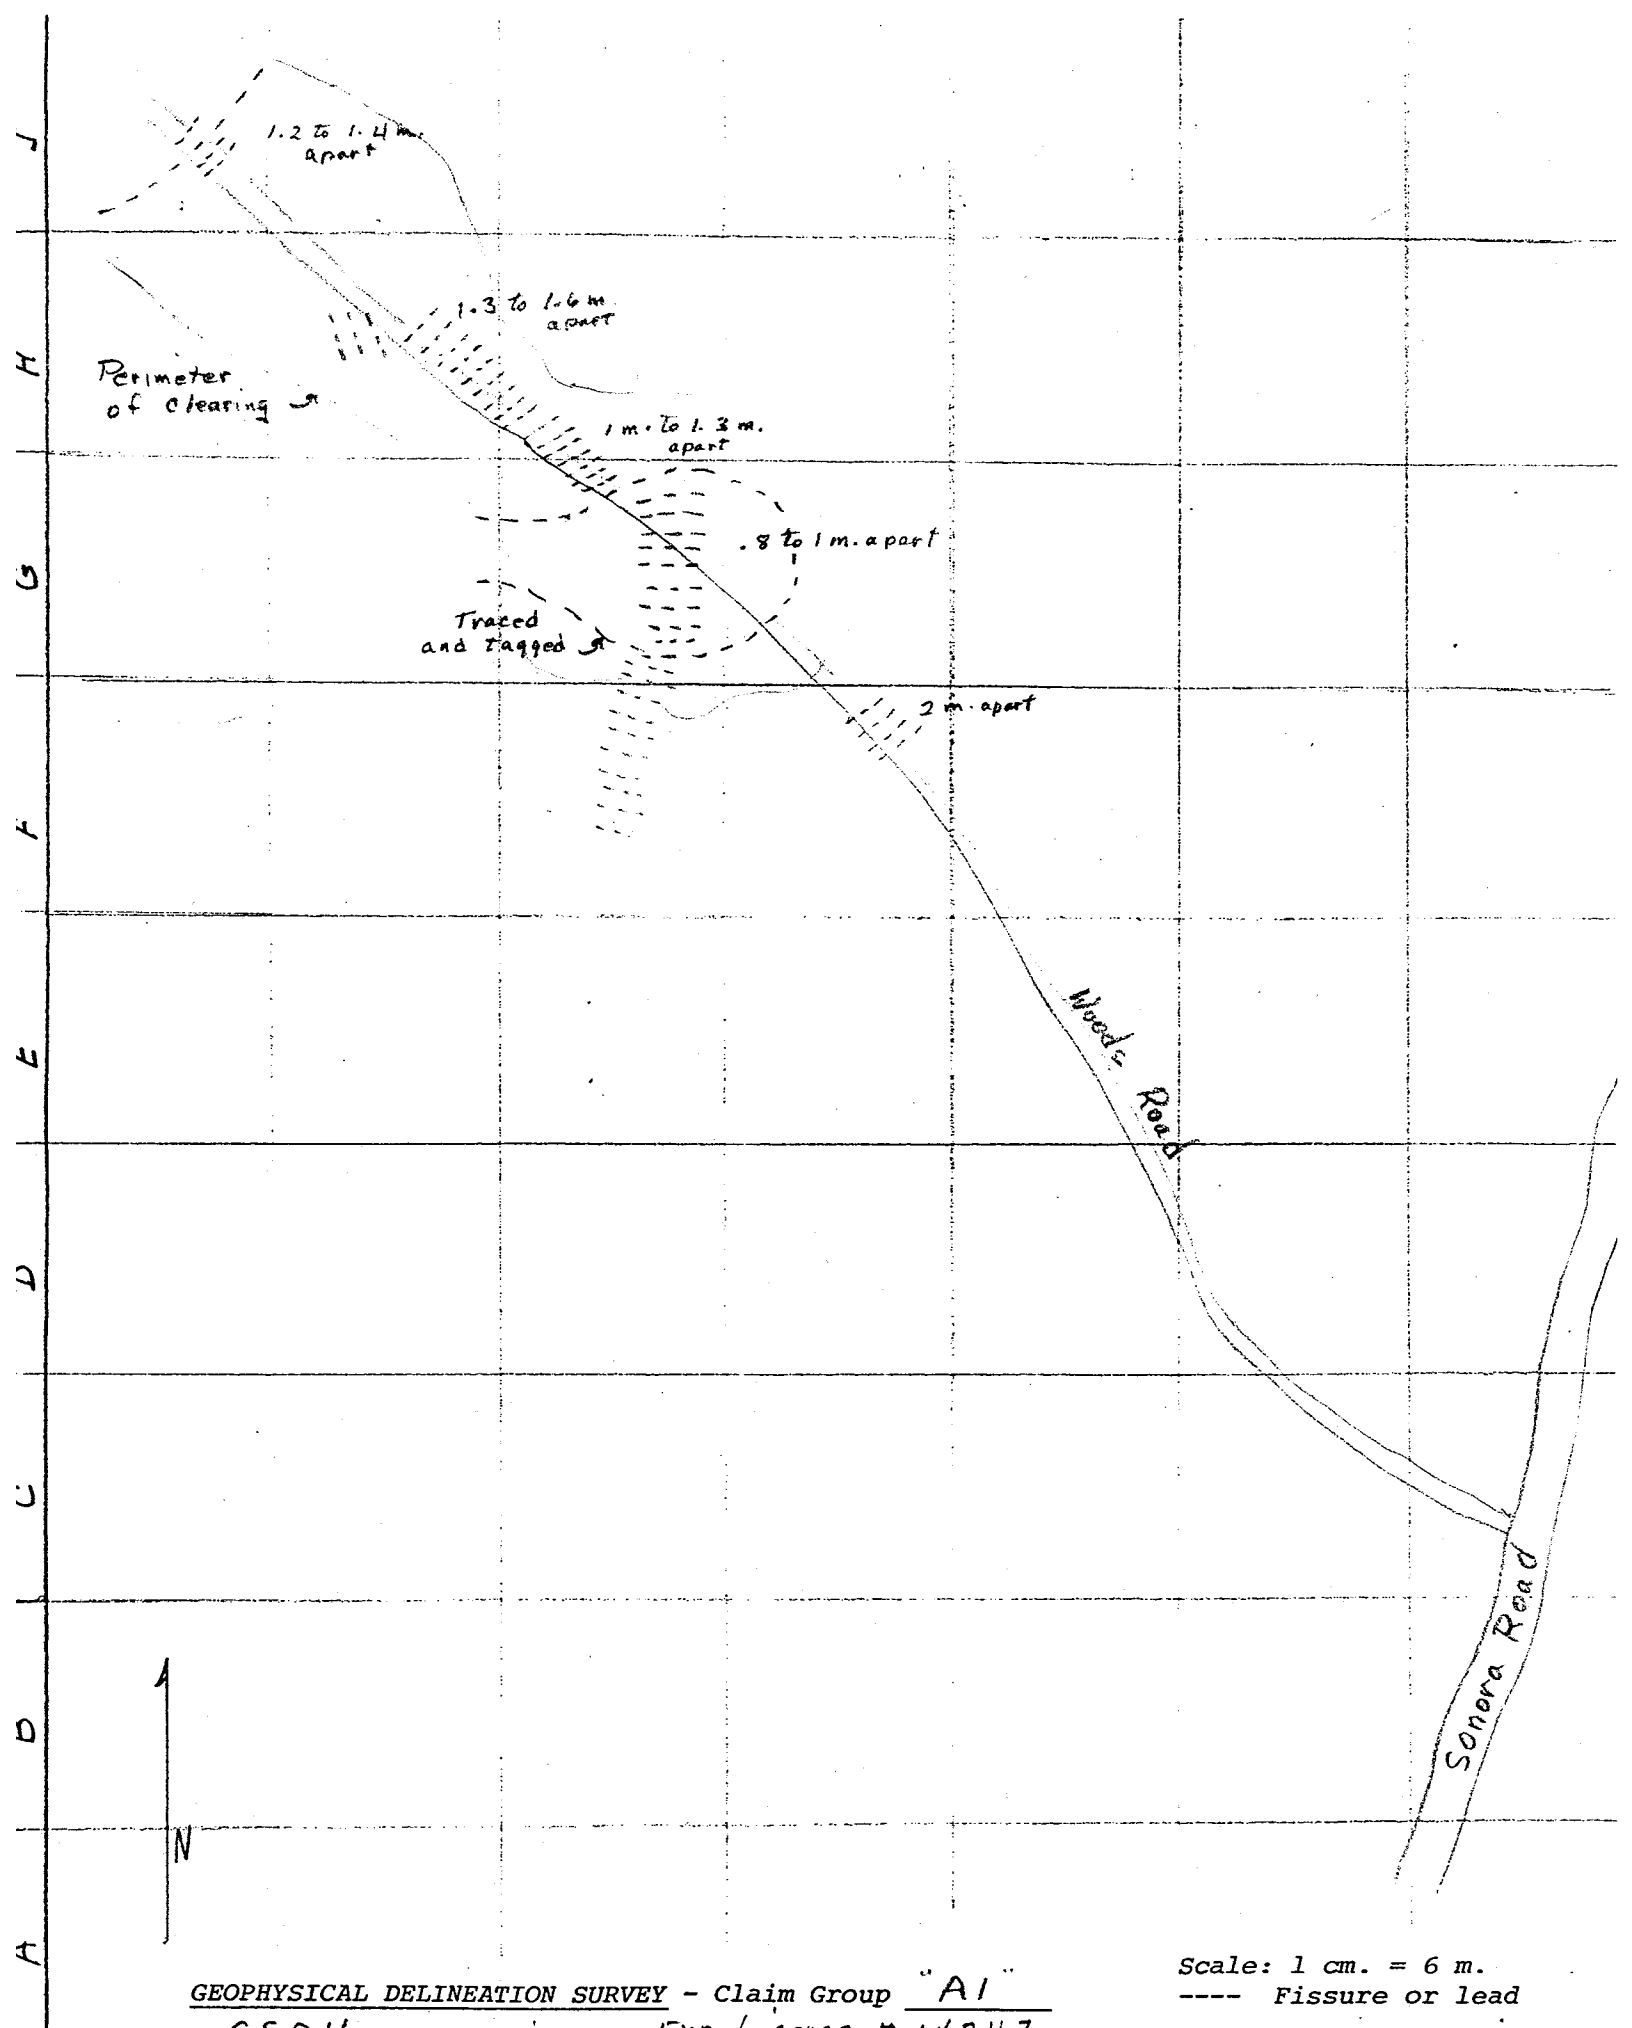 J
1.2 to 1.4 m.
apart
1.3 to 1.6 m
apart
H
Perimeter
of clearing
1 m. to 1.3 m.
apart
.8 to 1 m. apart
G
Traced
and tagged
2 m. apart
F
Woods Road
E
D
C
Sonora Road
B
N
A
Scale: 1 cm. = 6 m.
---- Fissure or lead
GEOPHYSICAL DELINEATION SURVEY - Claim Group "A1"